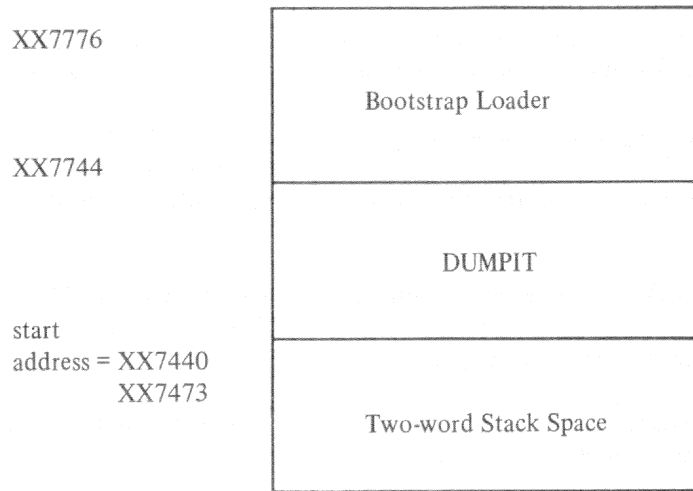 XX7776
Bootstrap Loader
XX7744
DUMPIT
start
address = XX7440
XX7473
Two-word Stack Space